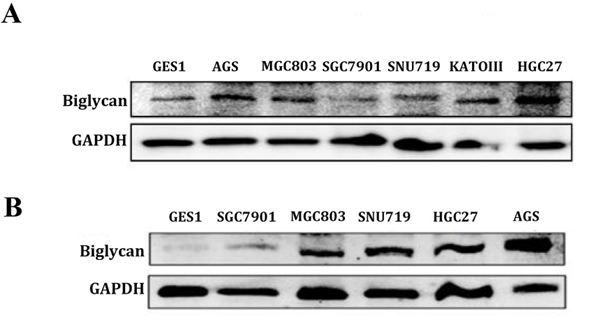 A
GES1 AGS MGC803 SGC7901 SNU719 KATOIII HGC27
Biglycan
GAPDH
B
GES1 SGC7901 MGC803 SNU719 HGC27 AGS
Biglycan
GAPDH